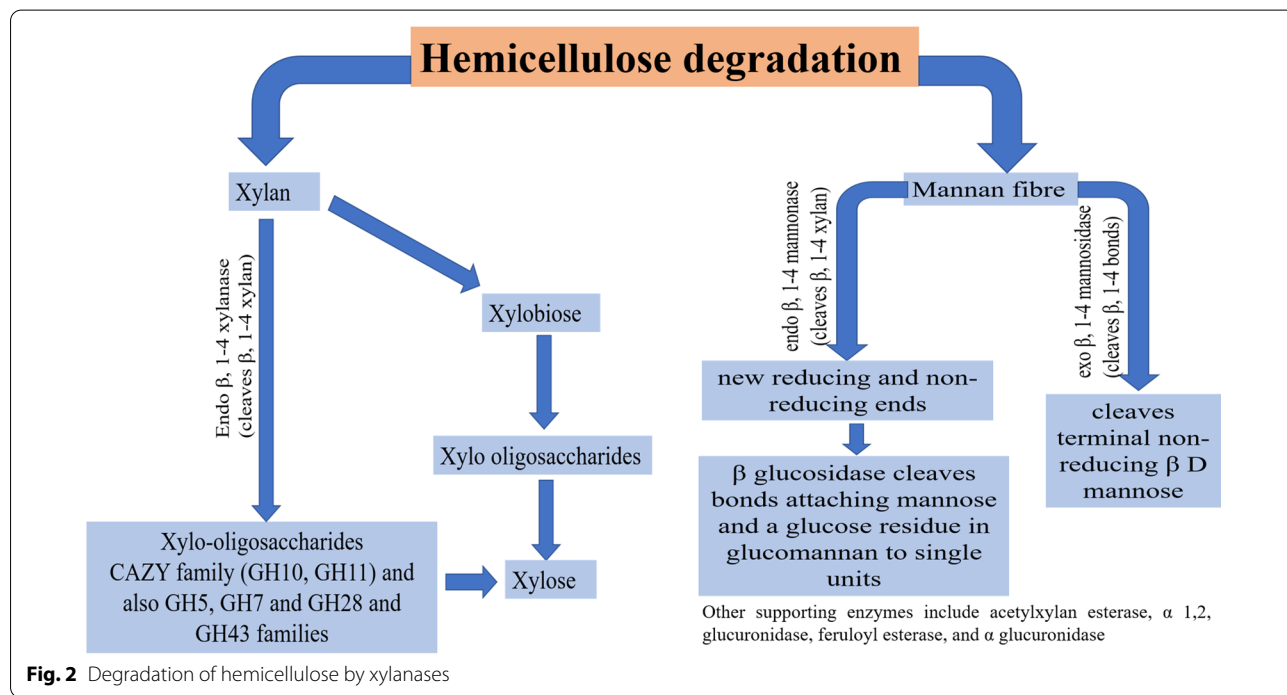 Hemicellulose degradation
Xylan
Endo β, 1-4 xylanase
(cleaves β, 1-4 xylan)
Xylobiose
Xylo oligosaccharides
Xylo-oligosaccharides
CAZY family (GH10, GH11) and
also GH5, GH7 and GH28 and
GH43 families
Xylose
Mannan fibre
endo β, 1-4 mannonase
(cleaves β, 1-4 xylan)
new reducing and non-
reducing ends
β glucosidase cleaves
bonds attaching mannose
and a glucose residue in
glucomannan to single
units
exo β, 1-4 mannosidase
(cleaves β, 1-4 bonds)
cleaves
terminal non-
reducing β D
mannose
Other supporting enzymes include acetylxylan esterase, α 1,2,
glucuronidase, feruloyl esterase, and α glucuronidase
Fig. 2 Degradation of hemicellulose by xylanases